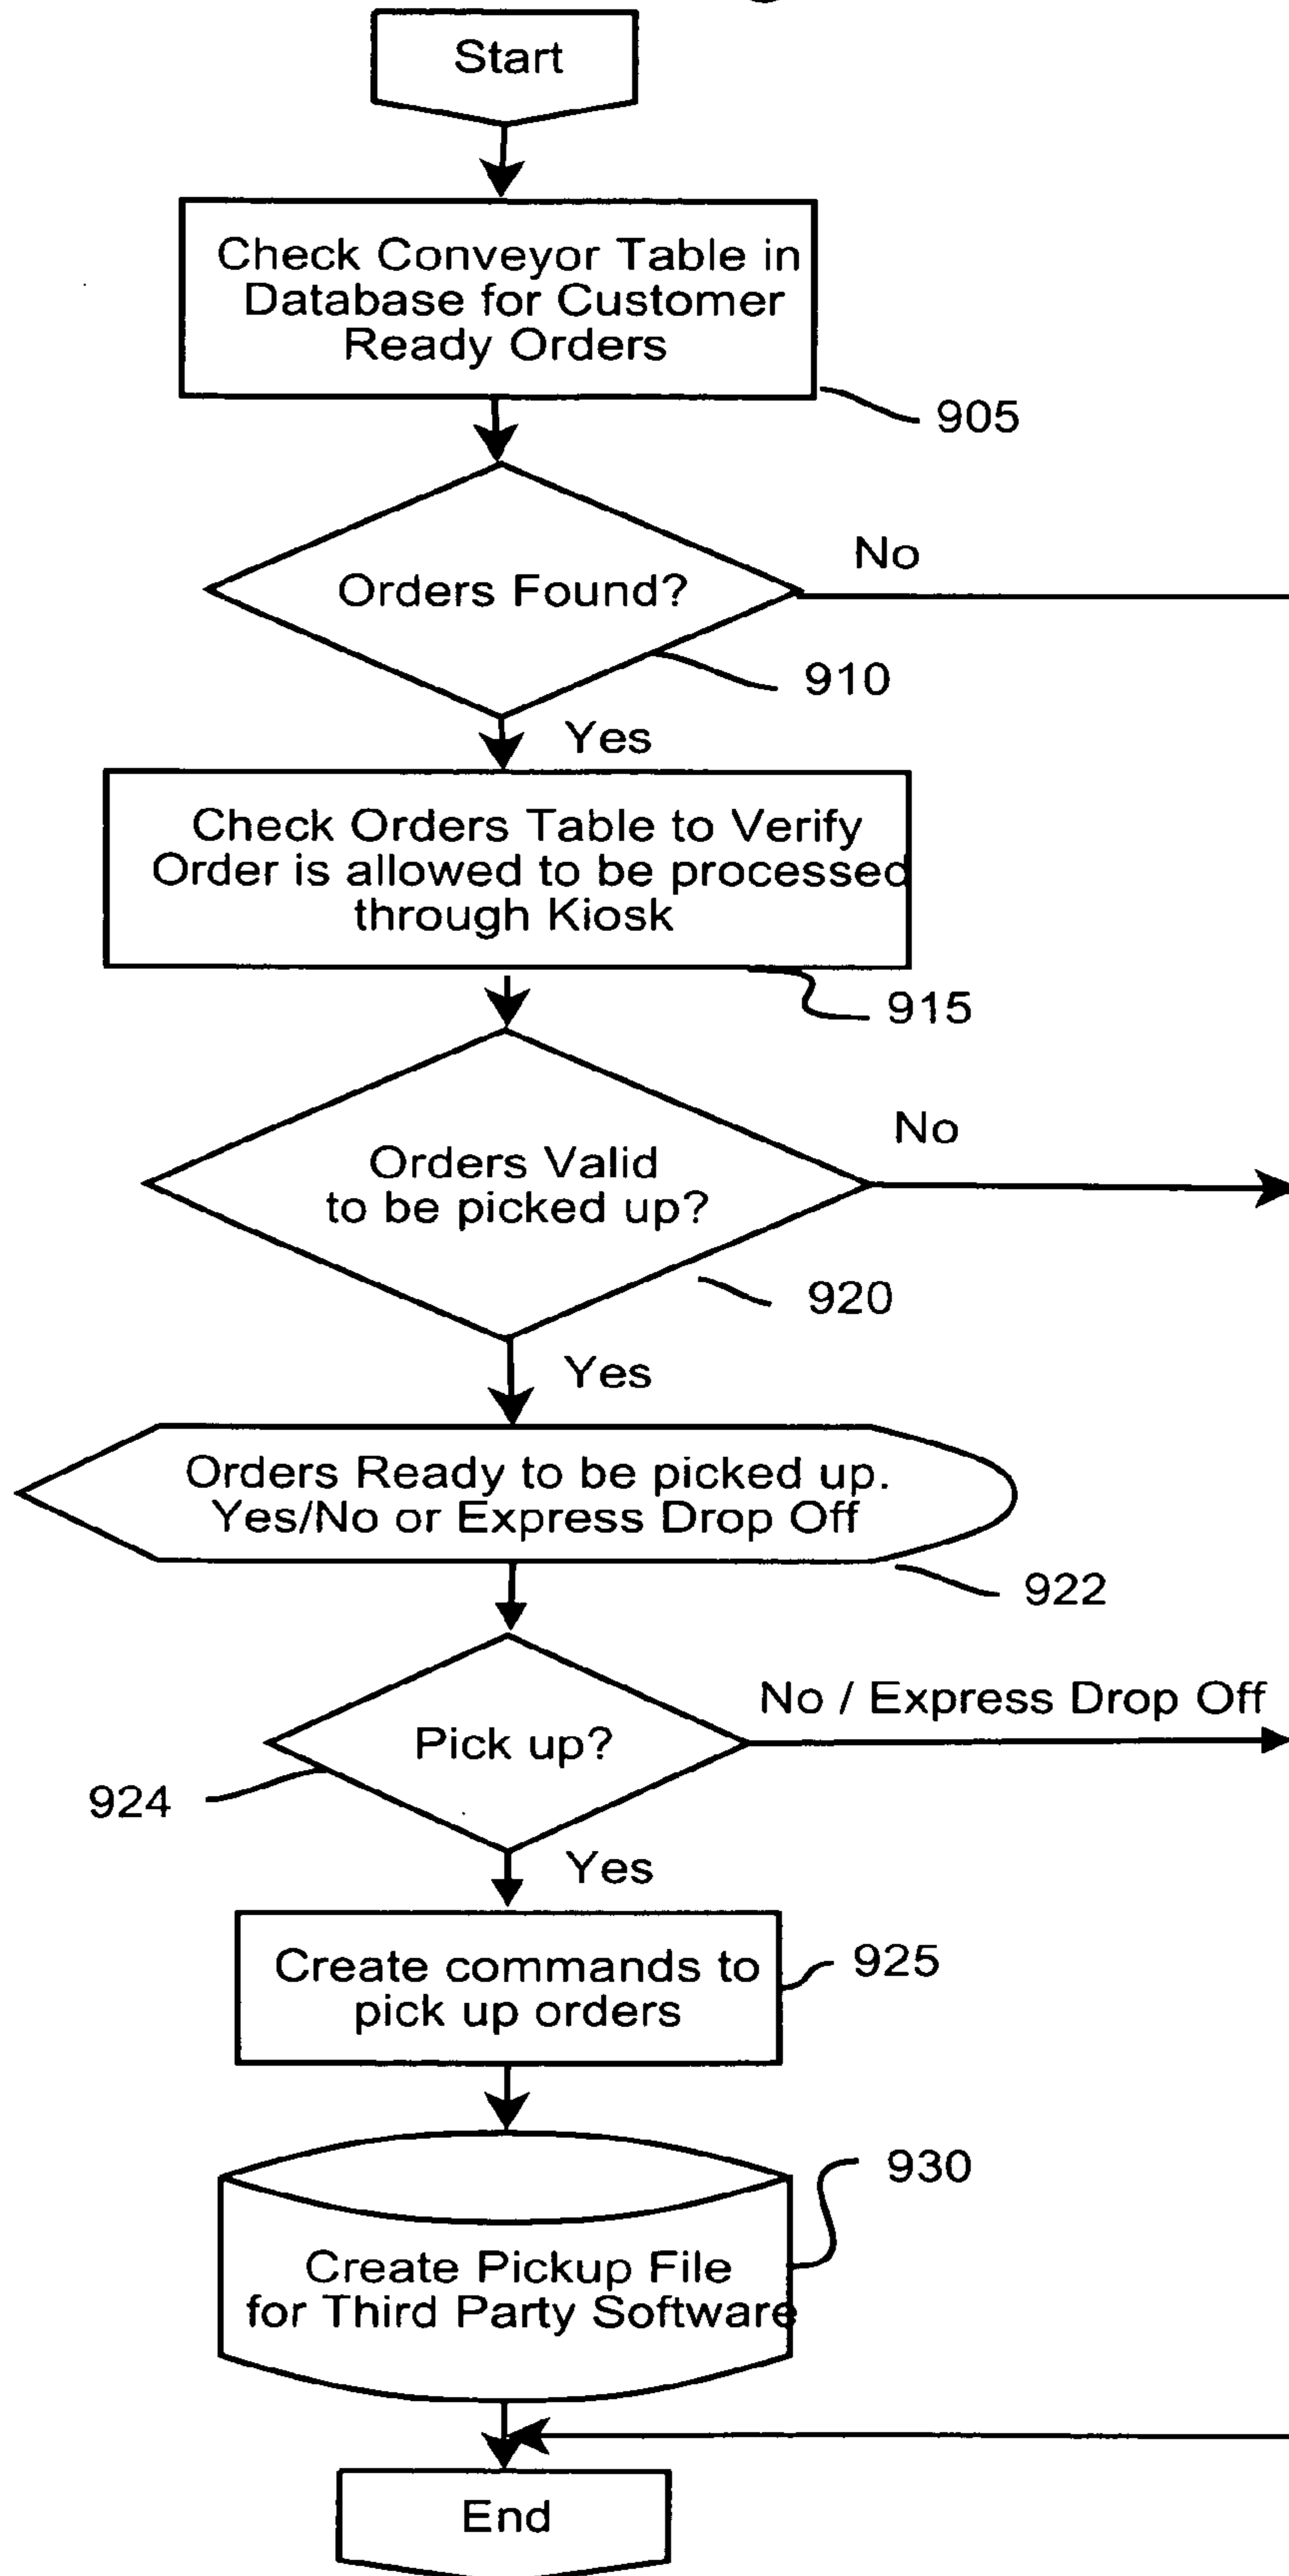 Start
Check Conveyor Table in
Database for Customer
Ready Orders
905
No
Orders Found?
910
Yes
Check Orders Table to Verify
Order is allowed to be processed
through Kiosk
915
No
Orders Valid
to be picked up?
920
Yes
Orders Ready to be picked up.
Yes/No or Express Drop Off
922
No / Express Drop Off
Pick up?
924
Yes
Create commands to
pick up orders
925
930
Create Pickup File
for Third Party Software
End